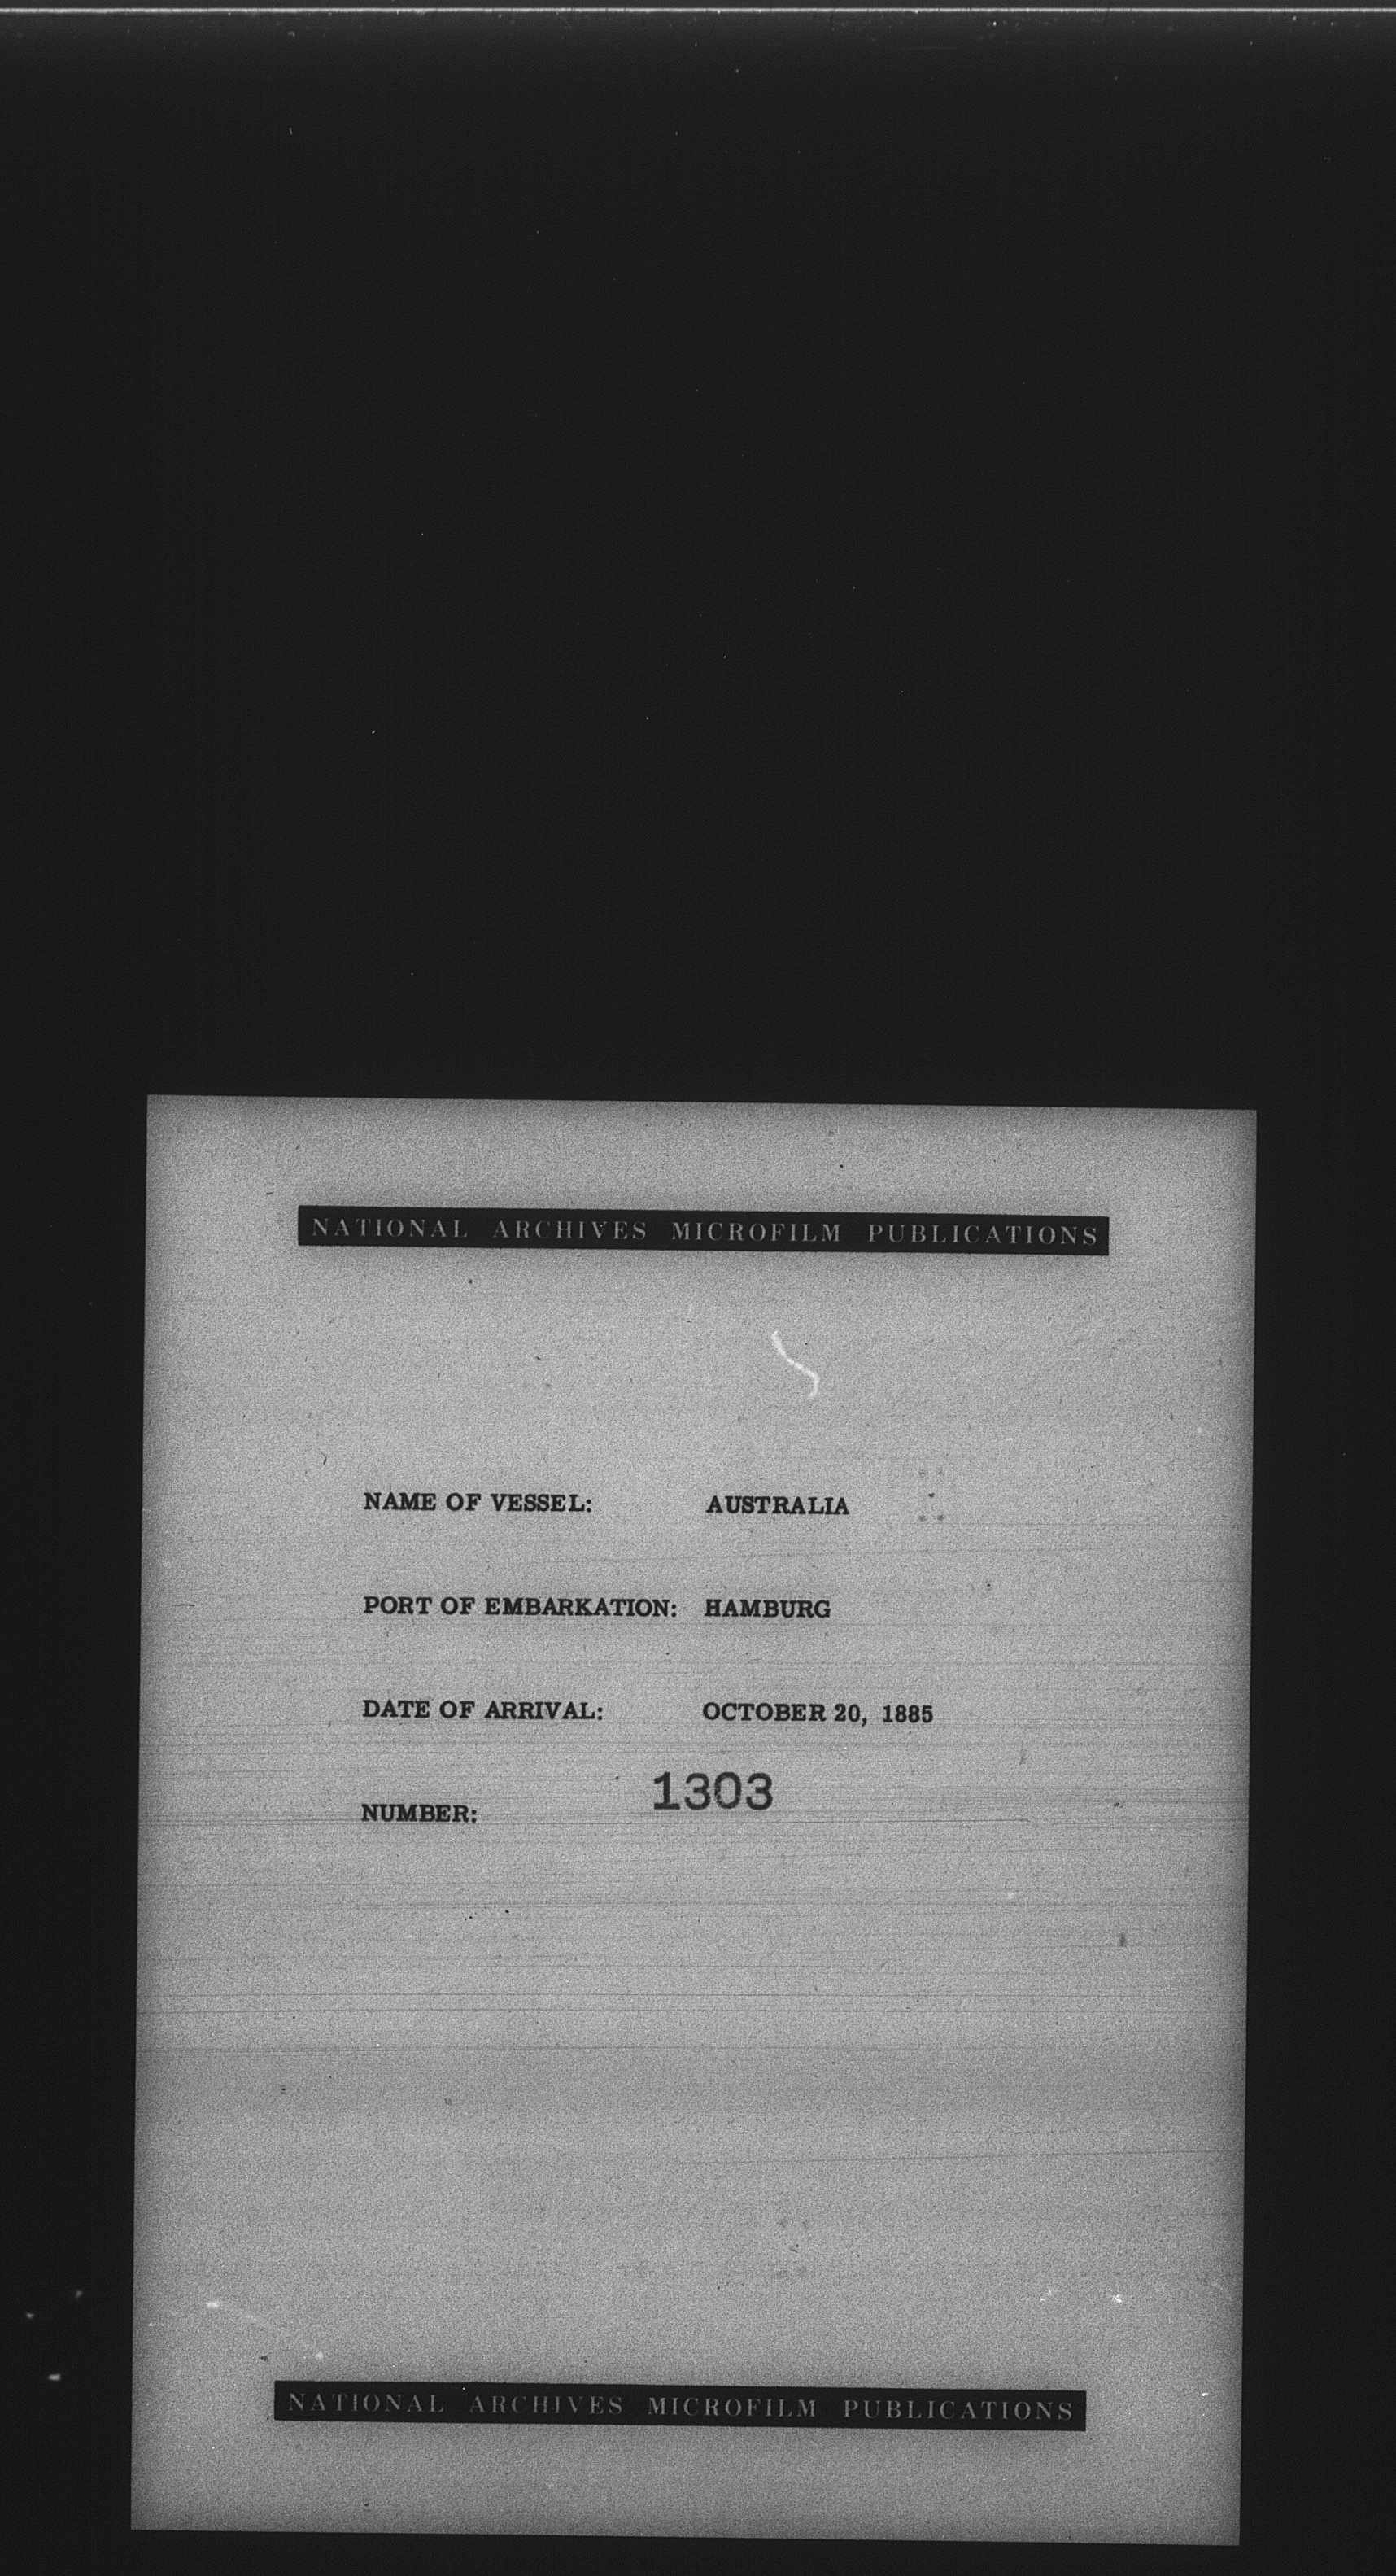 NATIONAL ARCHIVES MICROFILM PUBLICATIONS
NAME OF VESSEL: AUSTRALIA
PORT OF EMBARKATION: HAMBURG
DATE OF ARRIVAL: OCTOBER 20, 1885
NUMBER: 1303
NATIONAL ARCHIVES MICROFILM PUBLICATIONS